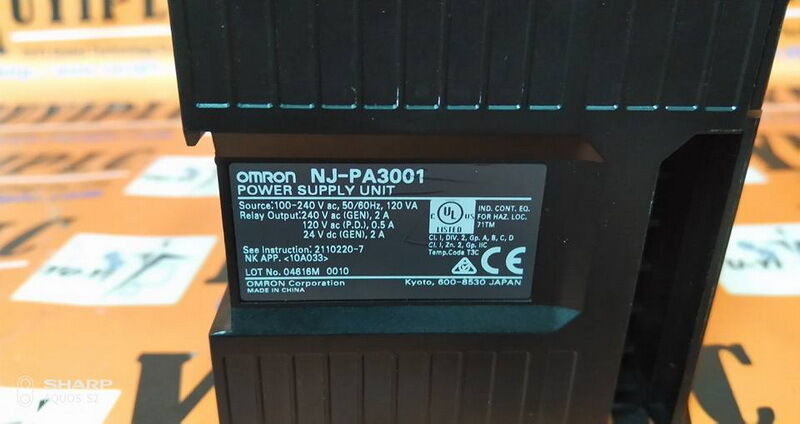 OMRON NJ-PA3001
POWER SUPPLY UNIT
Source:100-240 V ac, 50/60Hz, 120 VA
Relay Output:240 V ac (GEN), 2 A
120 V ac (P.D.), 0.5 A
24 V dc (GEN), 2 A
See Instruction: 2110220-7
NK APP. <10A033>
LOT No. 04616M 0010
OMRON Corporation
MADE IN CHINA
C UL US
LISTED
IND. CONT. EQ.
FOR HAZ. LOC.
71TM
Cl. I, DIV. 2, Gp. A, B, C, D
Cl. I, Zn. 2, Gp. IIC
Temp.Code T3C
CE
Kyoto, 600-8530 JAPAN
SHARP
AQUOS S2